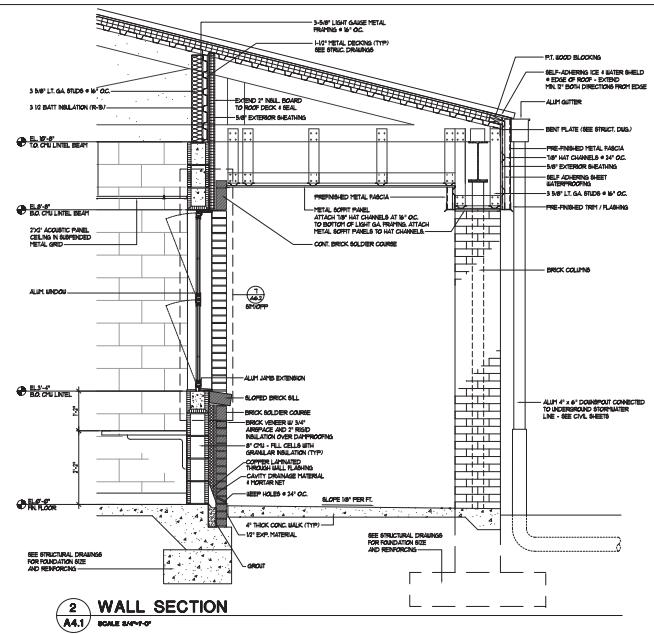 3-5/8" LIGHT GAUGE METAL
FRAMING @ 16" O.C.
1-1/2" METAL DECKING (TYP)
SEE STRUCT. DRAWINGS
3 5/8" LT. GA. STUDS @ 16" O.C.
3 1/2 BATT INSULATION (R-13)
EXTEND 2" INSUL. BOARD
TO ROOF DECK & SEAL
5/8" EXTERIOR SHEATHING
P.T. WOOD BLOCKING
SELF-ADHERING ICE & WATER SHIELD
@ EDGE OF ROOF - EXTEND
MIN. 12" BOTH DIRECTIONS FROM EDGE
ALUM GUTTER
BENT PLATE (SEE STRUCT. DWG.)
PRE-FINISHED METAL FASCIA
7/8" HAT CHANNELS @ 24" O.C.
5/8" EXTERIOR SHEATHING
SELF ADHERING SHEET
WATERPROOFING
3 5/8" LT. GA. STUDS @ 16" O.C.
PRE-FINISHED TRIM / FLASHING
EL. 10'-8"
T.O. CMU LINTEL BEAM
EL. 8'-8"
B.O. CMU LINTEL BEAM
2'X2' ACOUSTIC PANEL
CEILING IN SUSPENDED
METAL GRID
PREFINISHED METAL FASCIA
METAL SOFFIT PANEL
ATTACH 7/8" HAT CHANNELS AT 16" OC.
TO BOTTOM OF LIGHT GA. FRAMING. ATTACH
METAL SOFFIT PANELS TO HAT CHANNELS.
CONT. BRICK SOLDIER COURSE
BRICK COLUMNS
ALUM. WINDOW
1
A6.2
SIM/OPP
ALUM JAMB EXTENSION
EL. 3'-4"
B.O. CMU LINTEL
SLOPED BRICK SILL
BRICK SOLDIER COURSE
BRICK VENEER W/ 3/4"
AIRSPACE AND 2" RIGID
INSULATION OVER DAMPROOFING
8" CMU - FILL CELLS WITH
GRANULAR INSULATION (TYP)
COPPER LAMINATED
THROUGH WALL FLASHING
CAVITY DRAINAGE MATERIAL
& MORTAR NET
WEEP HOLES @ 24" OC.
ALUM 4" x 6" DOWNSPOUT CONNECTED
TO UNDERGROUND STORMWATER
LINE - SEE CIVIL SHEETS
1'-2"
2'-2"
EL. 0'-0"
FIN. FLOOR
SLOPE 1/8" PER FT.
4" THICK CONC. WALK (TYP)
1/2" EXP. MATERIAL
GROUT
SEE STRUCTURAL DRAWINGS
FOR FOUNDATION SIZE
AND REINFORCING
SEE STRUCTURAL DRAWINGS
FOR FOUNDATION SIZE
AND REINFORCING
2
A4.1
WALL SECTION
SCALE 3/4"=1'-0"